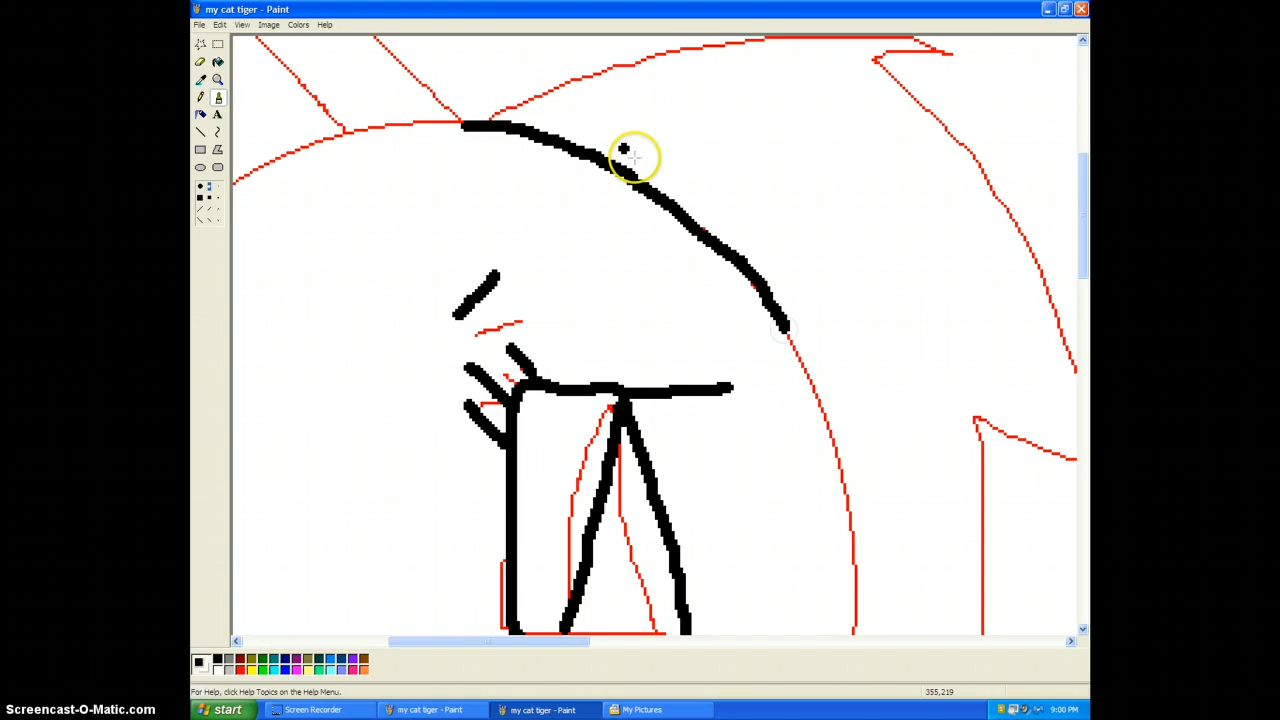 my cat tiger - Paint
File Edit View Image Colors Help
For Help, click Help Topics on the Help Menu.
355,219
start
Screen Recorder
my cat tiger - Paint
my cat tiger - Paint
My Pictures
9:00 PM
Screencast-O-Matic.com